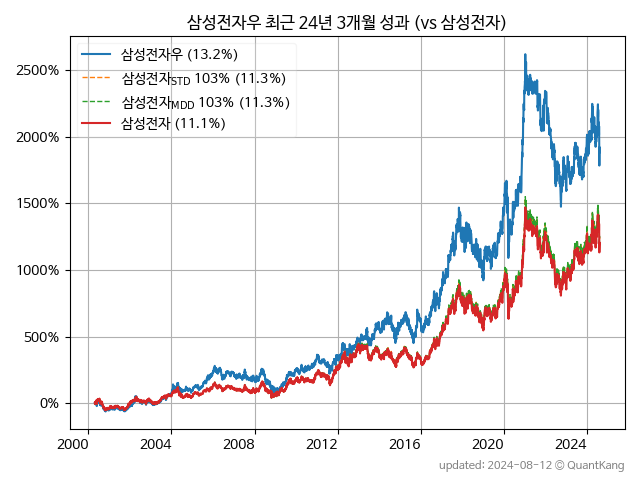 삼성전자우 최근 24년 3개월 성과 (vs 삼성전자)
삼성전자우 (13.2%)
삼성전자STD 103% (11.3%)
삼성전자MDD 103% (11.3%)
삼성전자 (11.1%)
2500%
2000%
1500%
1000%
500%
0%
2000 2004 2008 2012 2016 2020 2024
updated: 2024-08-12 © QuantKang